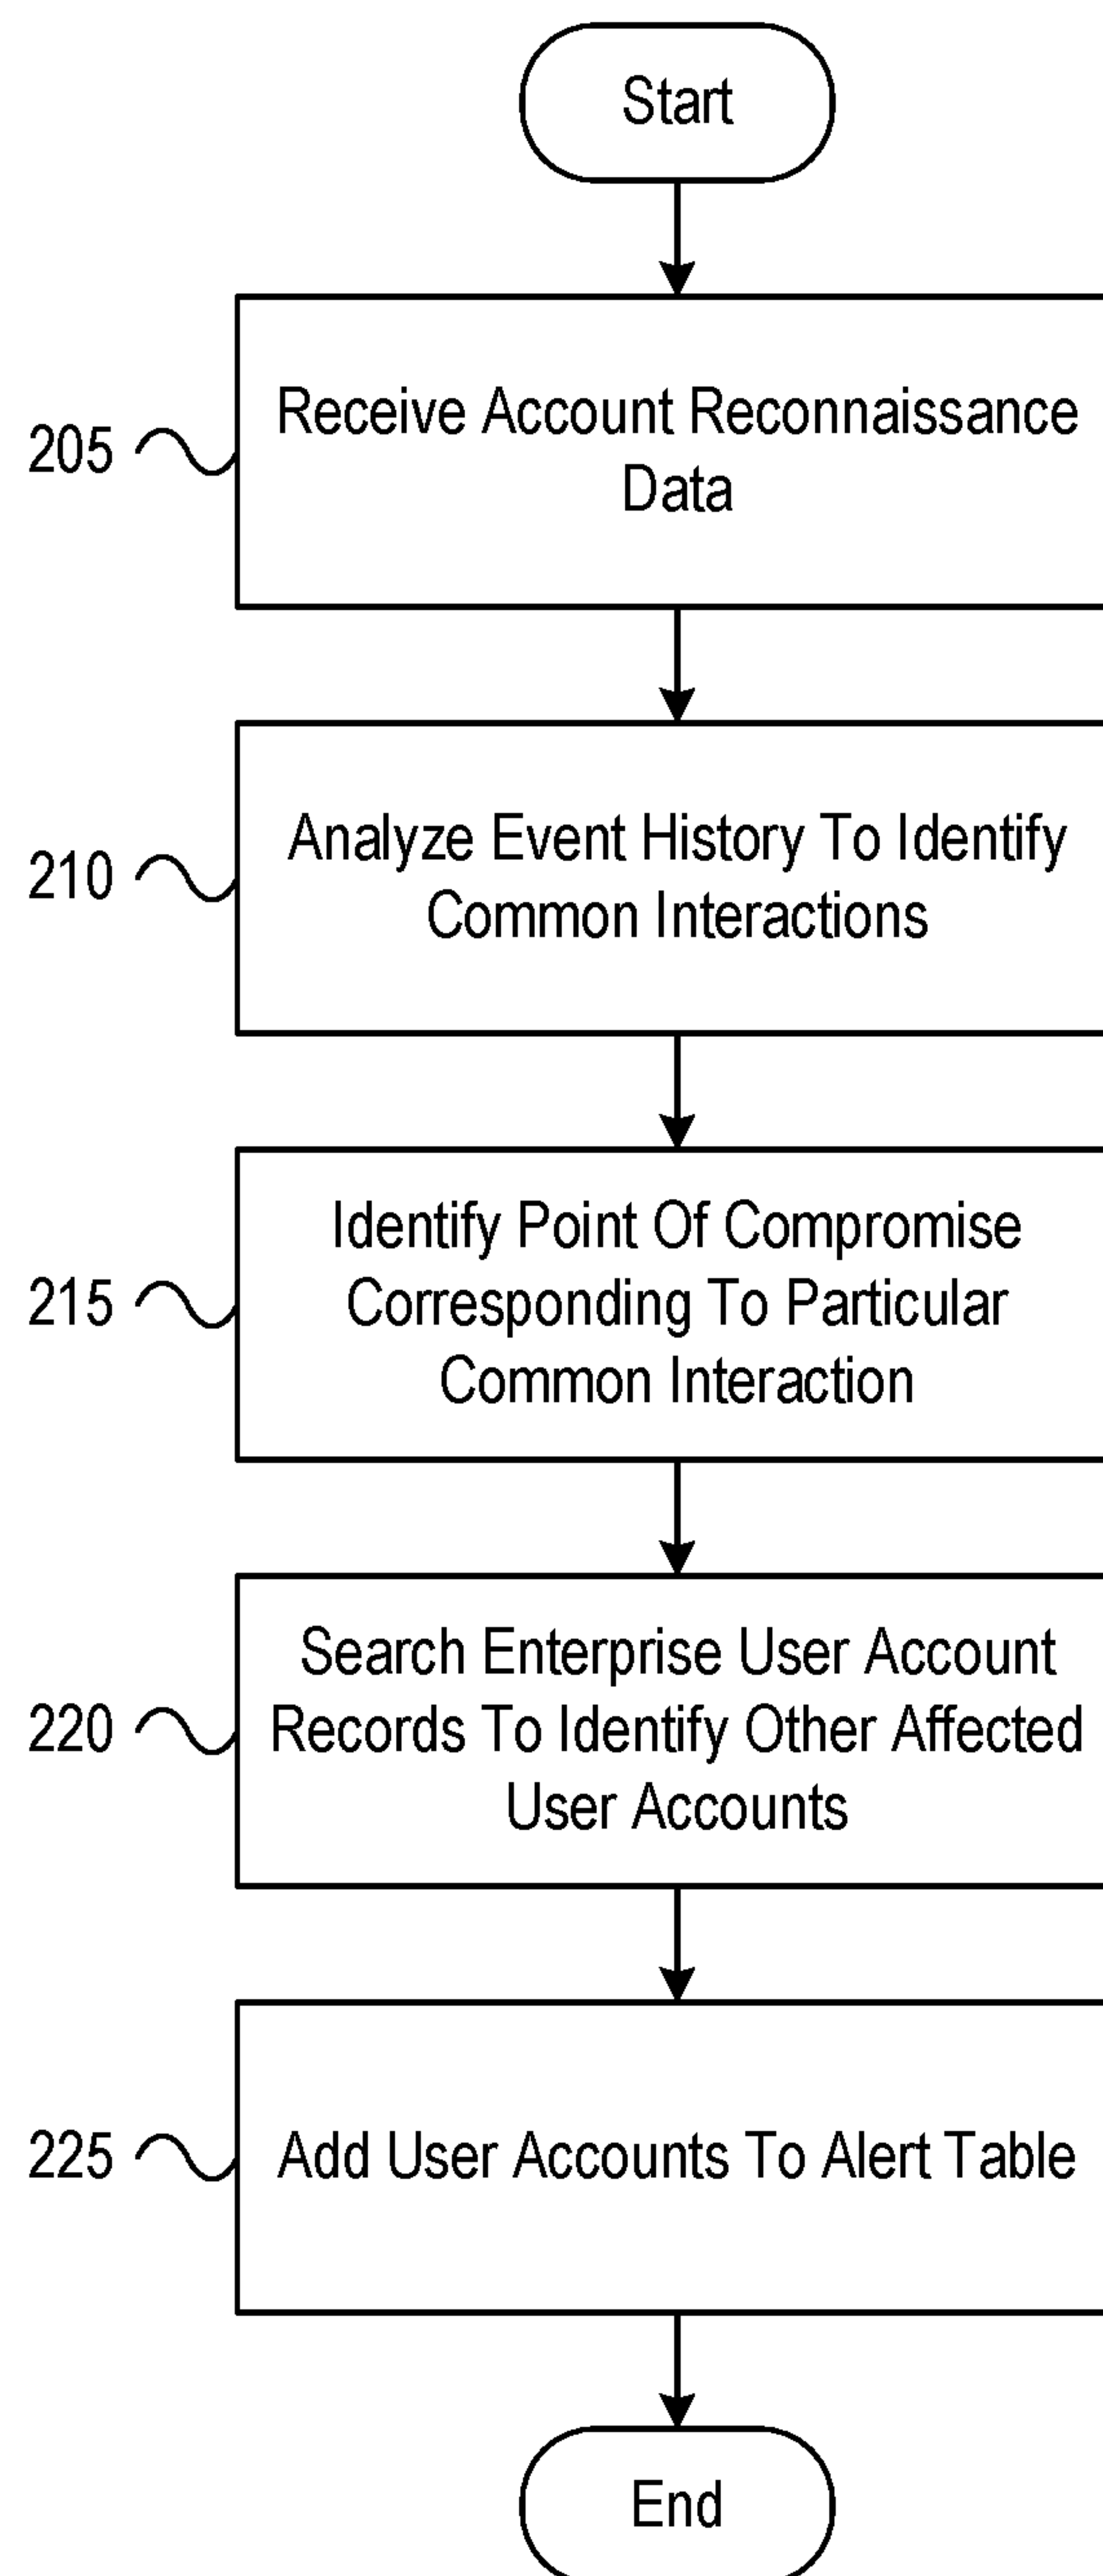 Start
205
Receive Account Reconnaissance
Data
210
Analyze Event History To Identify
Common Interactions
215
Identify Point Of Compromise
Corresponding To Particular
Common Interaction
220
Search Enterprise User Account
Records To Identify Other Affected
User Accounts
225
Add User Accounts To Alert Table
End